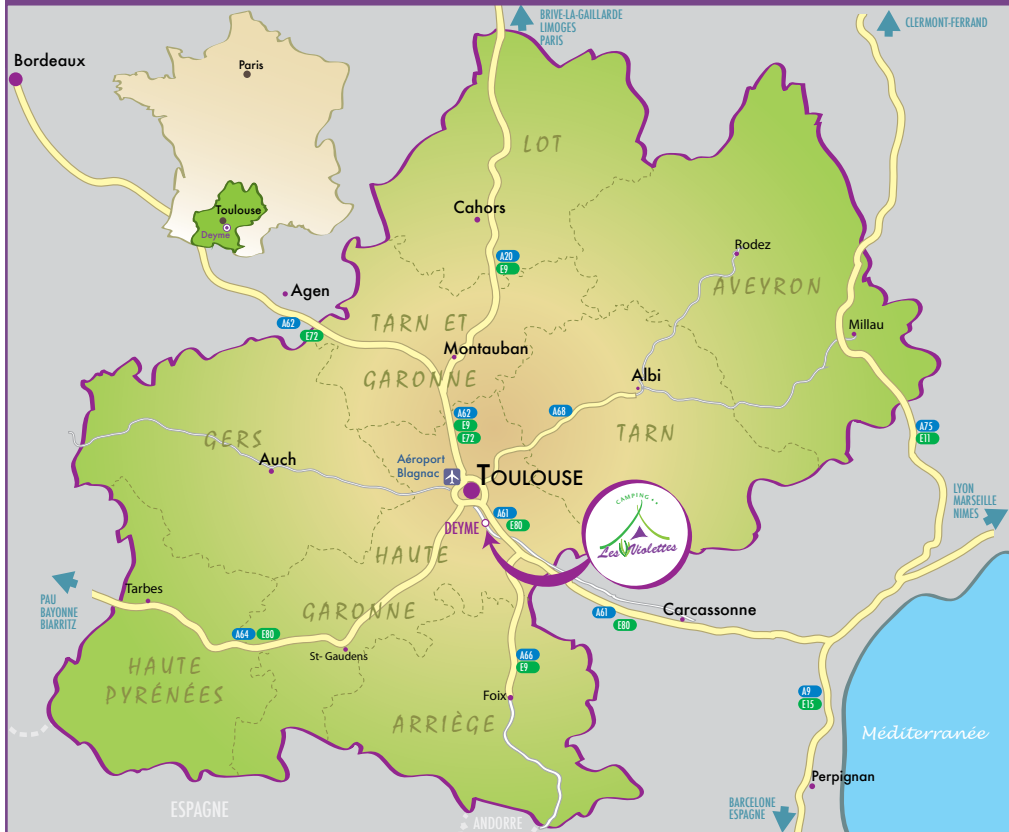 BRIVE-LA-GAILLARDE
LIMOGES
PARIS
CLERMONT-FERRAND
Bordeaux
Paris
LOT
Toulouse
Deyme
Cahors
Rodez
A20
E9
AVEYRON
Agen
A62
E72
TARN ET
GARONNE
Millau
Montauban
Albi
A62
E9
E72
A68
TARN
A75
E11
GERS
Auch
Aéroport
Blagnac
TOULOUSE
LYON
MARSEILLE
NIMES
A61
E80
DEYME
CAMPING
Les Violettes
HAUTE
GARONNE
PAU
BAYONNE
BIARRITZ
Tarbes
A64
E80
St- Gaudens
A61
E80
Carcassonne
HAUTE
PYRÉNÉES
A66
E9
Foix
ARRIÈGE
A9
E15
Méditerranée
Perpignan
ESPAGNE
ANDORRE
BARCELONE
ESPAGNE